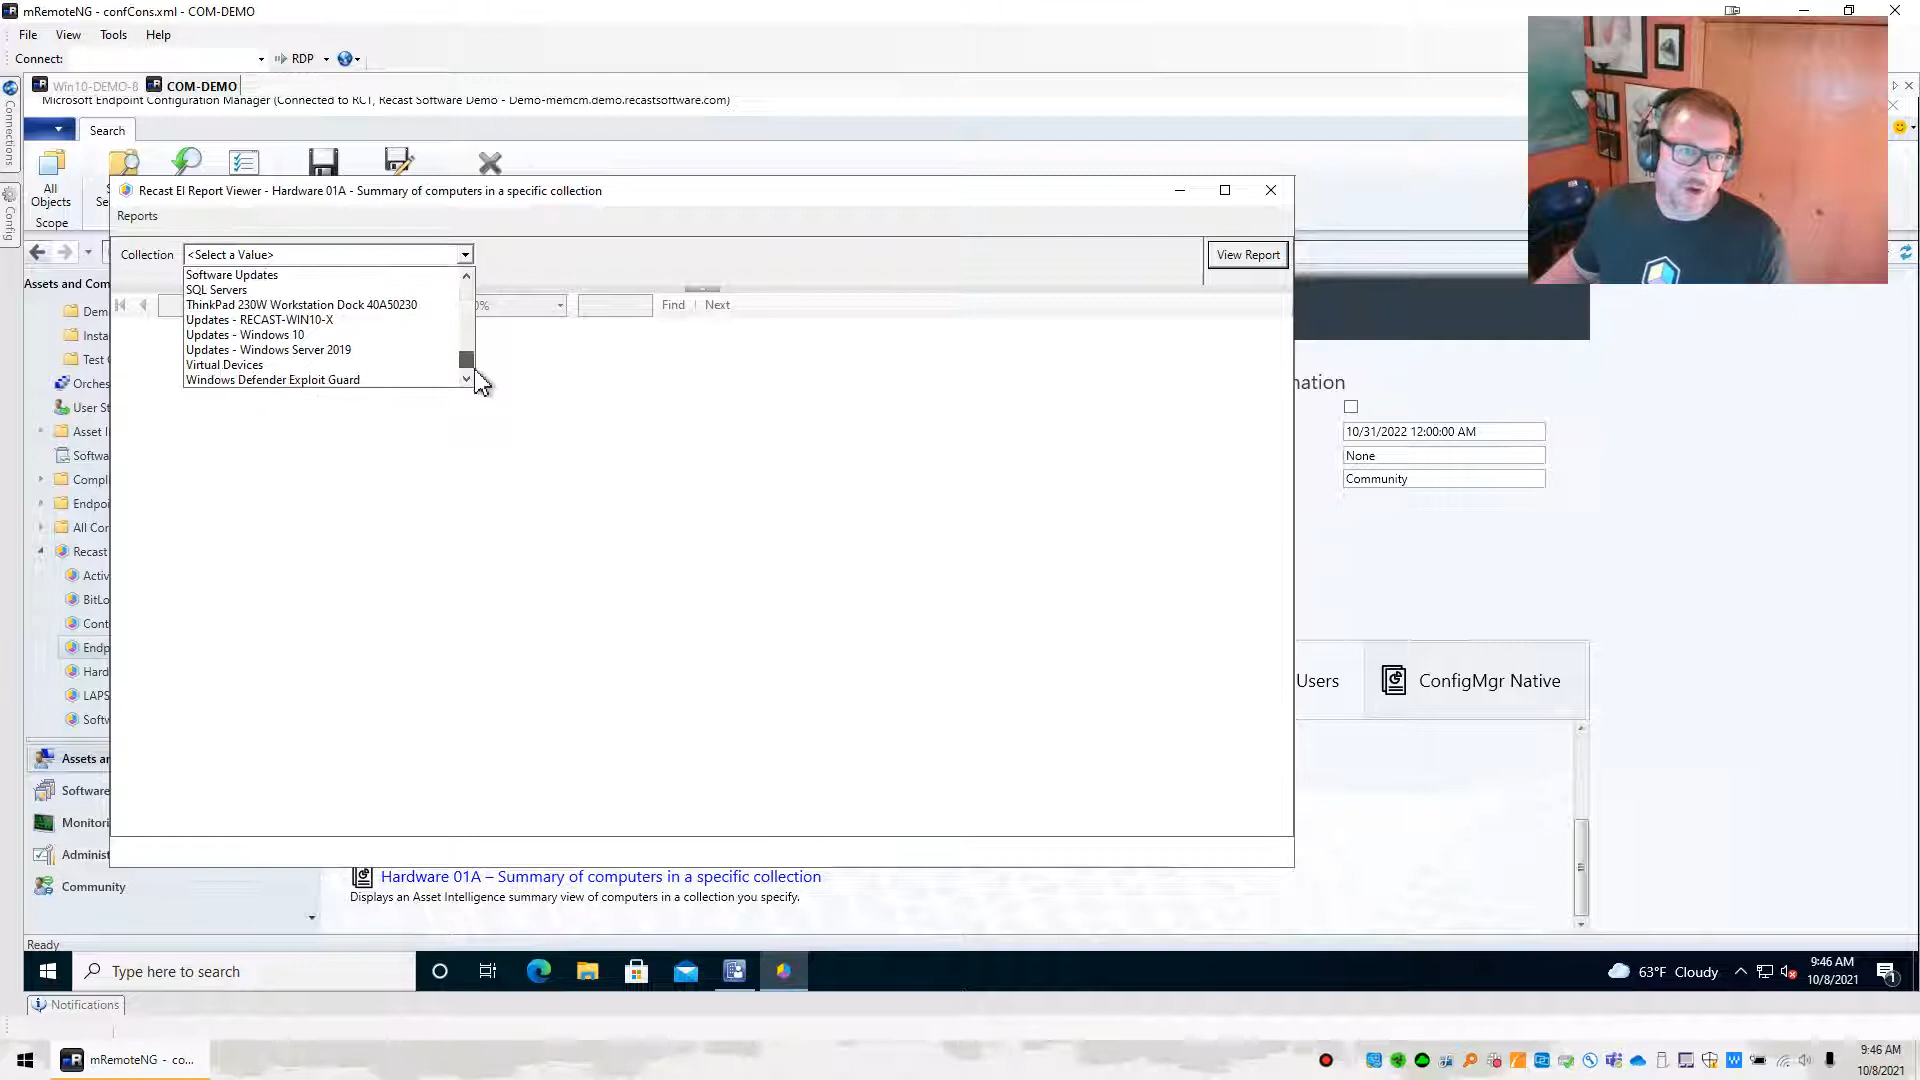 mRemoteNG - confCons.xml - COM-DEMO
File View Tools Help
Connect: RDP
Win10-DEMO-8 COM-DEMO
Microsoft Endpoint Configuration Manager (Connected to RCT, Recast Software Demo - Demo-memcm.demo.recastsoftware.com)
Connections
Config
Search
All Objects
Scope
Recast EI Report Viewer - Hardware 01A - Summary of computers in a specific collection
Reports
Collection <Select a Value> View Report
Software Updates
SQL Servers
ThinkPad 230W Workstation Dock 40A50230
Updates - RECAST-WIN10-X
Updates - Windows 10
Updates - Windows Server 2019
Virtual Devices
Windows Defender Exploit Guard
Find Next
Assets and Com
Dem
Insta
Test
Orches
User St
Asset I
Softwa
Compl
Endpoi
All Cor
Recast
Activ
BitLo
Cont
Endp
Hard
LAPS
Softw
Assets ar
Software
Monitori
Administ
Community
Ready
nation
10/31/2022 12:00:00 AM
None
Community
Users
ConfigMgr Native
Hardware 01A – Summary of computers in a specific collection
Displays an Asset Intelligence summary view of computers in a collection you specify.
Type here to search
63°F Cloudy
9:46 AM
10/8/2021
1
Notifications
mRemoteNG - co...
9:46 AM
10/8/2021